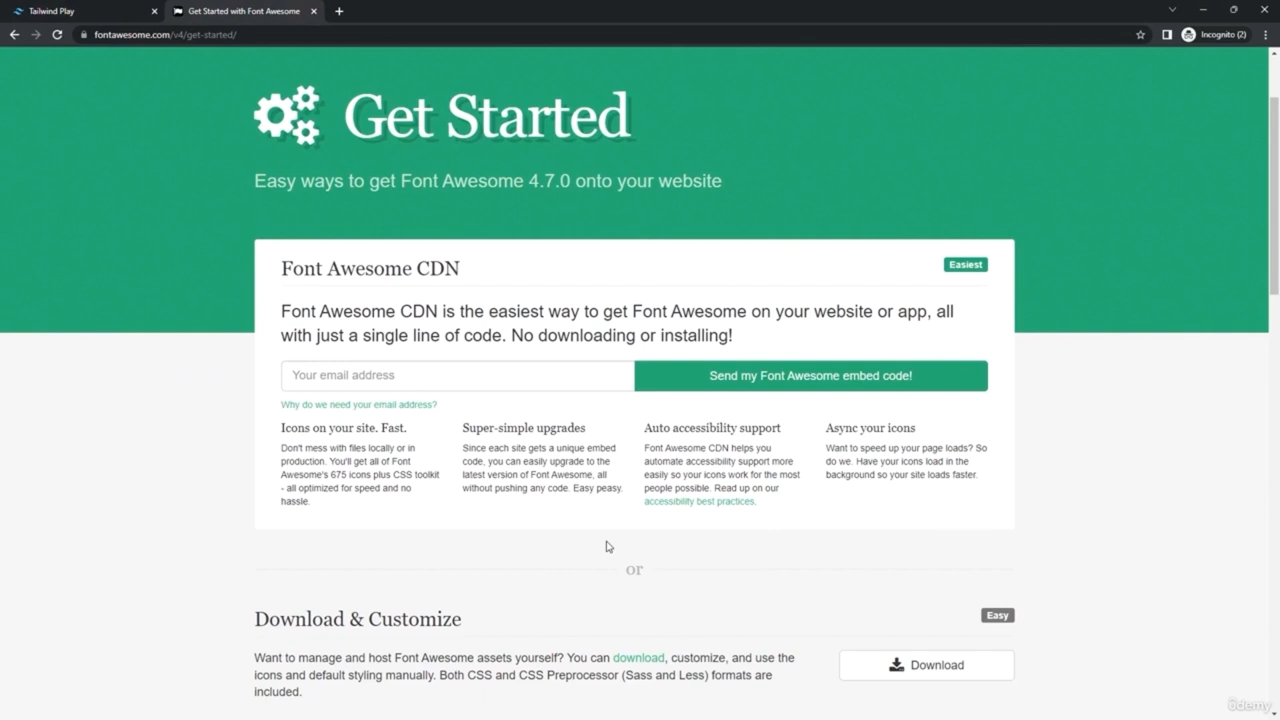 Tailwind Play
Get Started with Font Awesome
fontawesome.com/v4/get-started/
Incognito (2)
Get Started
Easy ways to get Font Awesome 4.7.0 onto your website
Font Awesome CDN
Easiest
Font Awesome CDN is the easiest way to get Font Awesome on your website or app, all
with just a single line of code. No downloading or installing!
Your email address
Send my Font Awesome embed code!
Why do we need your email address?
Icons on your site. Fast.
Don't mess with files locally or in
production. You'll get all of Font
Awesome's 675 icons plus CSS toolkit
- all optimized for speed and no
hassle.
Super-simple upgrades
Since each site gets a unique embed
code, you can easily upgrade to the
latest version of Font Awesome, all
without pushing any code. Easy peasy.
Auto accessibility support
Font Awesome CDN helps you
automate accessibility support more
easily so your icons work for the most
people possible. Read up on our
accessibility best practices.
Async your icons
Want to speed up your page loads? So
do we. Have your icons load in the
background so your site loads faster.
or
Download & Customize
Easy
Want to manage and host Font Awesome assets yourself? You can download, customize, and use the
icons and default styling manually. Both CSS and CSS Preprocessor (Sass and Less) formats are
included.
Download
ûdemy